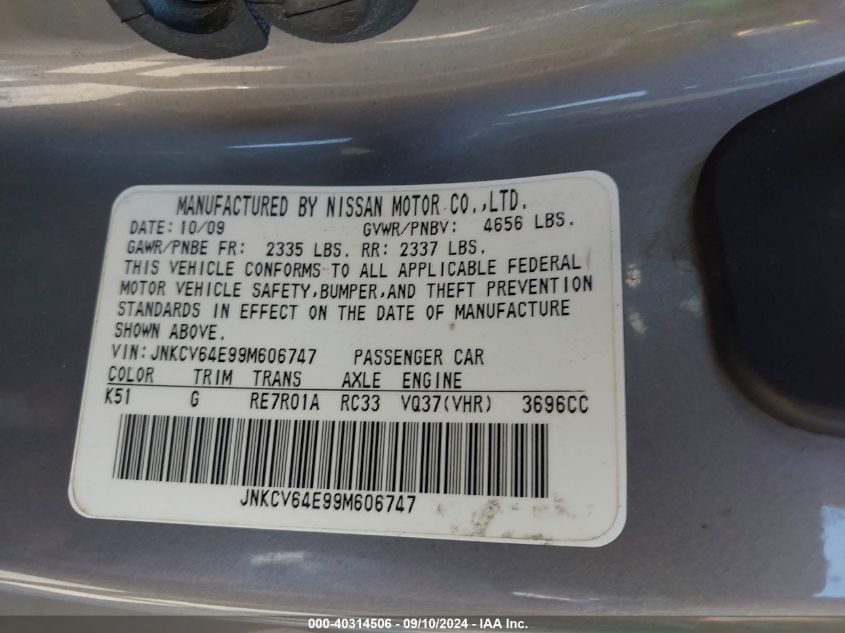 MANUFACTURED BY NISSAN MOTOR CO.,LTD.
DATE: 10/09 GVWR/PNBV: 4656 LBS.
GAWR/PNBE FR: 2335 LBS. RR: 2337 LBS.
THIS VEHICLE CONFORMS TO ALL APPLICABLE FEDERAL
MOTOR VEHICLE SAFETY,BUMPER,AND THEFT PREVENTION
STANDARDS IN EFFECT ON THE DATE OF MANUFACTURE
SHOWN ABOVE.
VIN:JNKCV64E99M606747 PASSENGER CAR
COLOR TRIM TRANS AXLE ENGINE
K51 G RE7R01A RC33 VQ37(VHR) 3696CC
JNKCV64E99M606747
000-40314506 - 09/10/2024 - IAA, Inc.